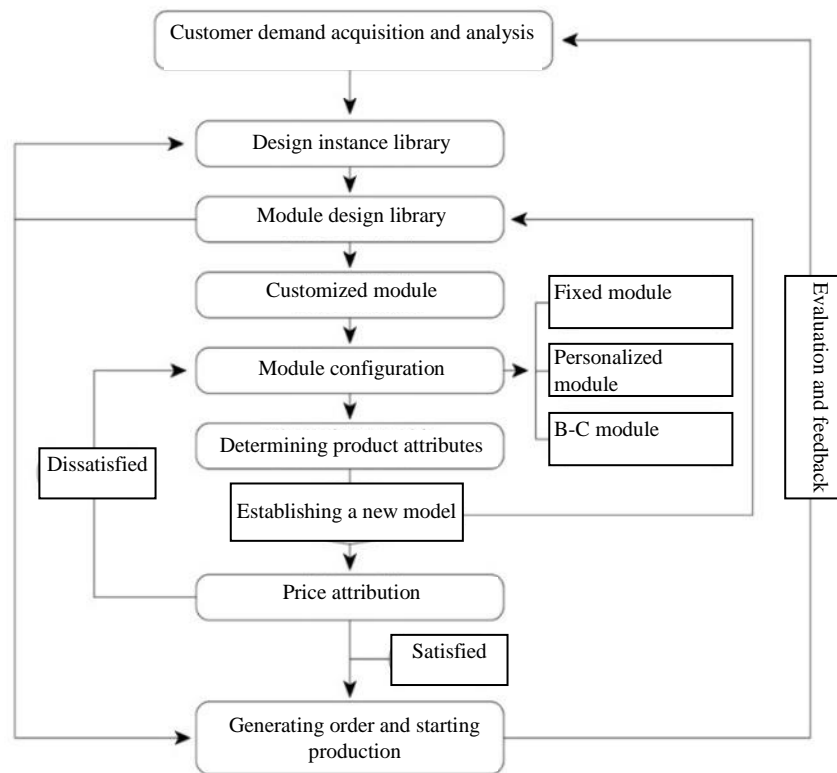 Customer demand acquisition and analysis
Design instance library
Module design library
Customized module
Fixed module
Module configuration
Personalized
module
B-C module
Determining product attributes
Dissatisfied
Establishing a new model
Evaluation and feedback
Price attribution
Satisfied
Generating order and starting
production